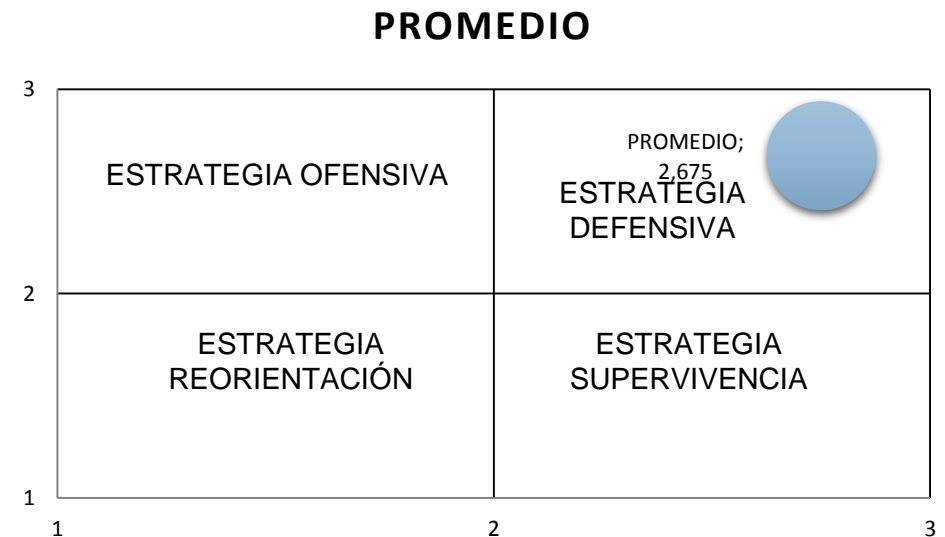 PROMEDIO
3
ESTRATEGIA OFENSIVA
PROMEDIO;
2,675
ESTRATEGIA
DEFENSIVA
2
ESTRATEGIA
REORIENTACIÓN
ESTRATEGIA
SUPERVIVENCIA
1
1 2 3